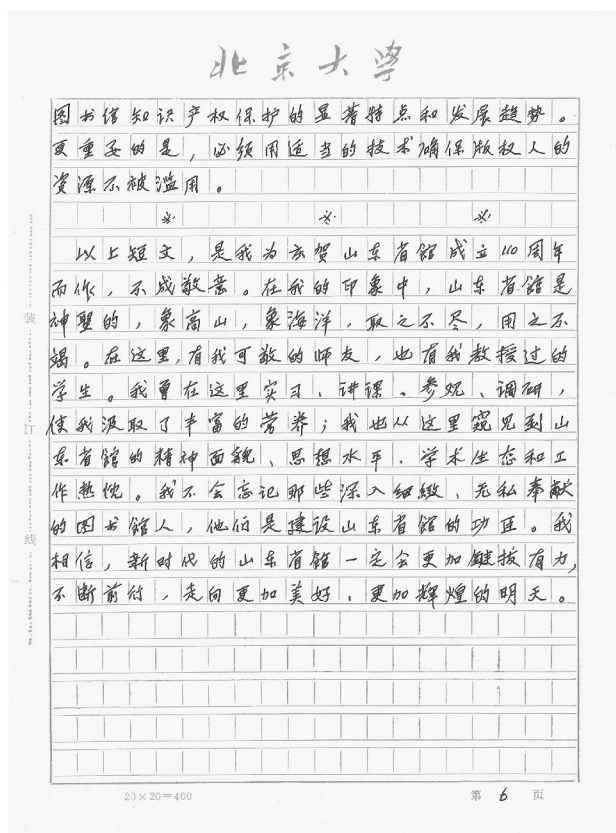 北京大学
图书馆知识产权保护的显著特点和发展趋势。
更重要的是，必须用适当的技术确保版权人的
资源不被滥用。
※ ※ ※
以上短文，是我为庆贺山东省馆成立110周年
而作，不成敬意。在我的印象中，山东省馆是
神聖的，象高山，象海洋，取之不尽，用之不
竭。在这里，有我可敬的师友，也有我教授过的
学生。我曾在这里实习、讲课、参观、调研，
使我汲取了丰富的营养；我也从这里窥见到山
东省馆的精神面貌、思想水平、学术生态和工
作热忱。我不会忘记那些深入细緻、无私奉献
的图书馆人，他们是建设山东省馆的功臣。我
相信，新时代的山东省馆一定会更加健拔有力，
不断前行，走向更加美好、更加辉煌的明天。
装
订
线
20×20=400
第 6 页